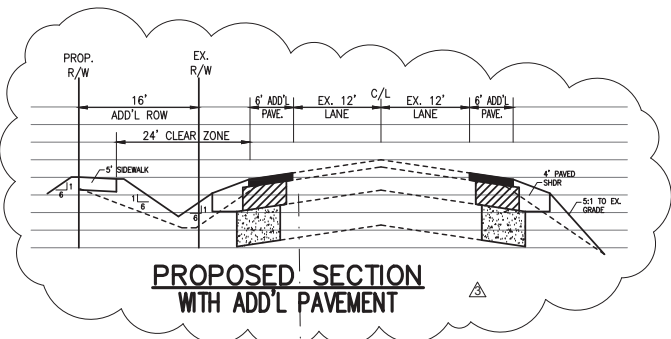 PROP.
R/W
EX.
R/W
16'
ADD'L ROW
6' ADD'L
PAVE.
EX. 12'
LANE
C/L
EX. 12'
LANE
6' ADD'L
PAVE.
24' CLEAR ZONE
5' SIDEWALK
1
6
1
6
1
6
4' PAVED
SHDR
5:1 TO EX.
GRADE
PROPOSED SECTION
WITH ADD'L PAVEMENT
3